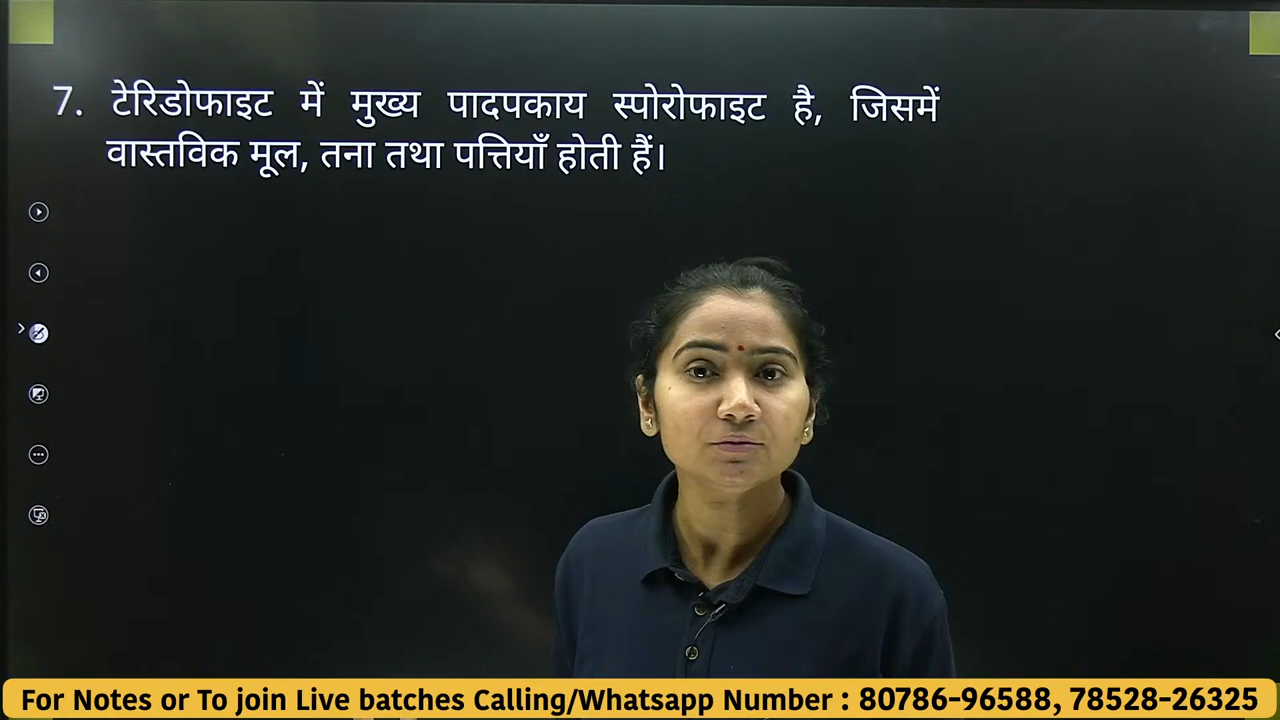 7. टेरिडोफाइट में मुख्य पादपकाय स्पोरोफाइट है, जिसमें
वास्तविक मूल, तना तथा पत्तियाँ होती हैं।
For Notes or To join Live batches Calling/Whatsapp Number : 80786-96588, 78528-26325